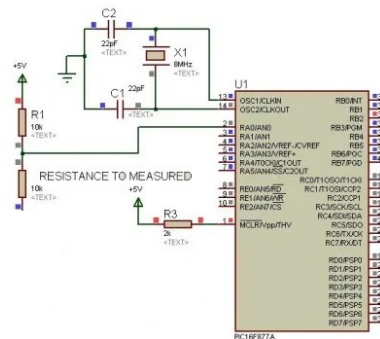 C2
22pF
<TEXT>
X1
8MHz
<TEXT>
C1
22pF
<TEXT>
+5V
R1
10k
<TEXT>
10k
<TEXT>
RESISTANCE TO MEASURED
+5V
R3
2k
<TEXT>
U1
13 OSC1/CLKIN
14 OSC2/CLKOUT
2 RA0/AN0
3 RA1/AN1
4 RA2/AN2/VREF-/CVREF
5 RA3/AN3/VREF+
6 RA4/T0CKI/C1OUT
7 RA5/AN4/SS/C2OUT
8 RE0/AN5/RD
9 RE1/AN6/WR
10 RE2/AN7/CS
1 MCLR/Vpp/THV
RB0/INT
RB1
RB2
RB3/PGM
RB4
RB5
RB6/PGC
RB7/PGD
RC0/T1OSO/T1CKI
RC1/T1OSI/CCP2
RC2/CCP1
RC3/SCK/SCL
RC4/SDI/SDA
RC5/SDO
RC6/TX/CK
RC7/RX/DT
RD0/PSP0
RD1/PSP1
RD2/PSP2
RD3/PSP3
RD4/PSP4
RD5/PSP5
RD6/PSP6
RD7/PSP7
PIC16F877A